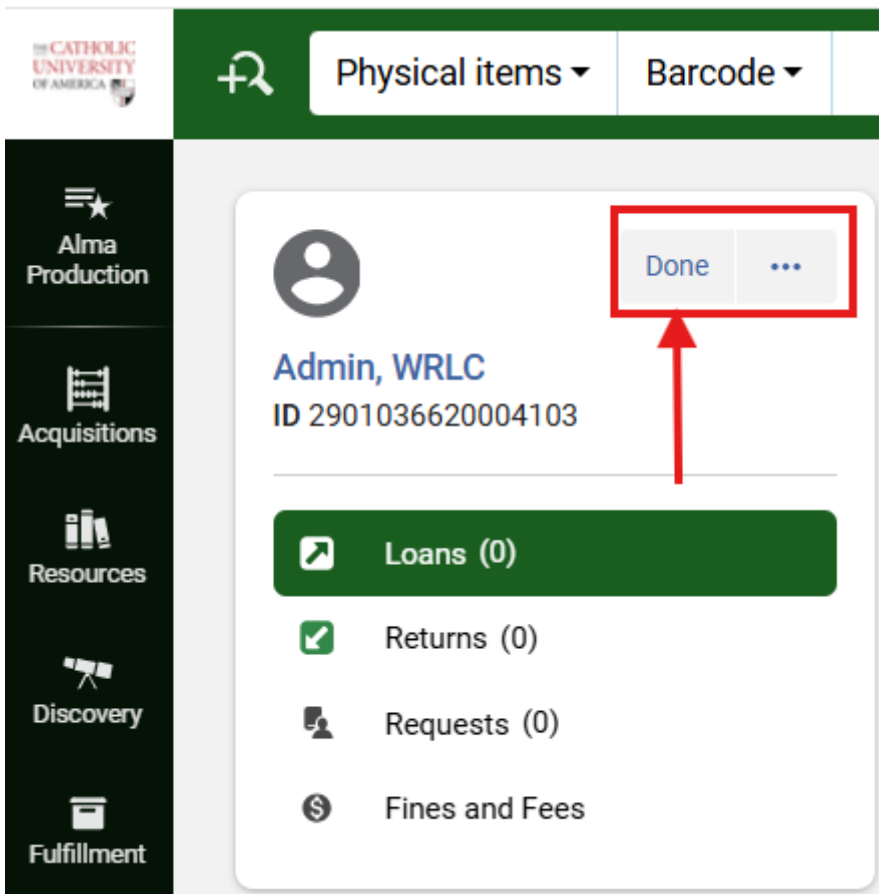 THE CATHOLIC
UNIVERSITY
OF AMERICA
Physical items
Barcode
Alma
Production
Acquisitions
Resources
Discovery
Fulfillment
Done
Admin, WRLC
ID 2901036620004103
Loans (0)
Returns (0)
Requests (0)
Fines and Fees